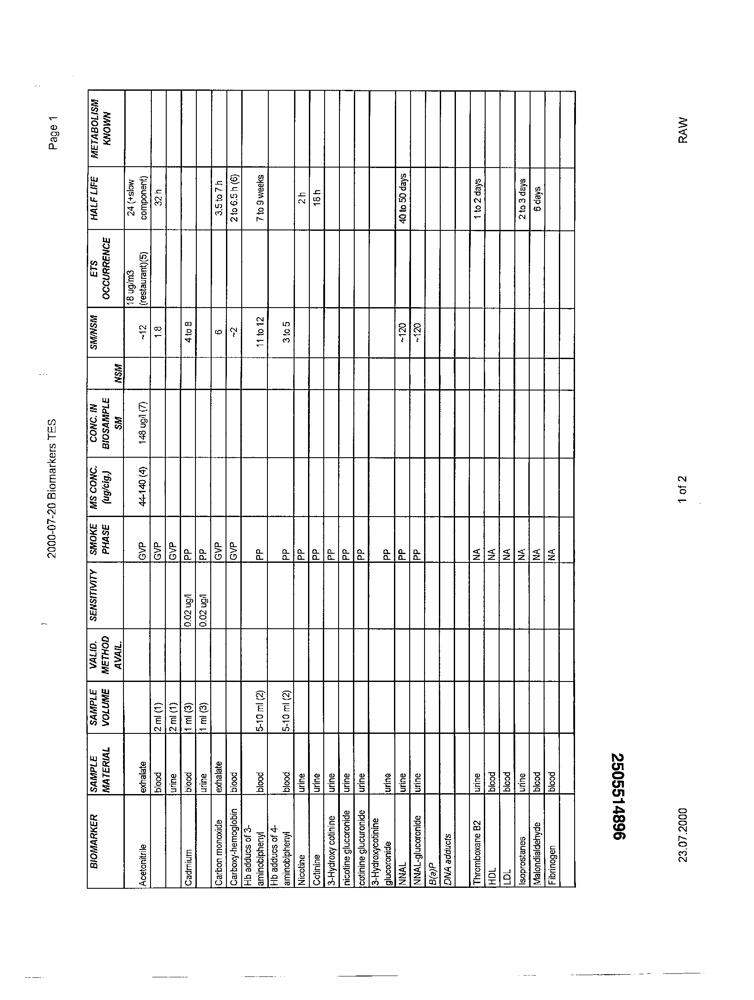 2000-07-20 Biomarkers TES Page 1
BIOMARKER SAMPLE MATERIAL SAMPLE VOLUME VALID. METHOD AVAIL. SENSITIVITY SMOKE PHASE MS CONC. (ug/cig.) CONC. IN BIOSAMPLE SM NSM SM/NSM ETS OCCURRENCE HALF LIFE METABOLISM KNOWN
Acetonitrile exhalate GVP 44-140 (4) 148 ug/l (7) ~12 18 ug/m3 (restaurant)(5) 24 (+slow component)
blood 2 ml (1) GVP 1.8 32 h
urine 2 ml (1) GVP
Cadmium blood 1 ml (3) 0.02 ug/l PP 4 to 8
urine 1 ml (3) 0.02 ug/l PP
Carbon monoxide exhalate GVP 6 3.5 to 7 h
Carboxy-hemoglobin blood GVP ~2 2 to 6.5 h (6)
Hb adducs of 3-
aminobiphenyl blood 5-10 ml (2) PP 11 to 12 7 to 9 weeks
Hb adducs of 4-
aminobiphenyl blood 5-10 ml (2) PP 3 to 5
Nicotine urine PP 2 h
Cotinine urine PP 18 h
3-Hydroxy cotinine urine PP
nicotine glucoronide urine PP
cotinine glucoronide urine PP
3-Hydroxycotinine
glucoronide urine PP
NNAL urine PP ~120 40 to 50 days
NNAL-glucoronide urine PP ~120
B(a)P
DNA adducts
Thromboxane B2 urine NA 1 to 2 days
HDL blood NA
LDL blood NA
Isoprostanes urine NA 2 to 3 days
Malondialdehyde blood NA 6 days
Fibrinogen blood NA
2505514896
23.07.2000 1 of 2 RAW